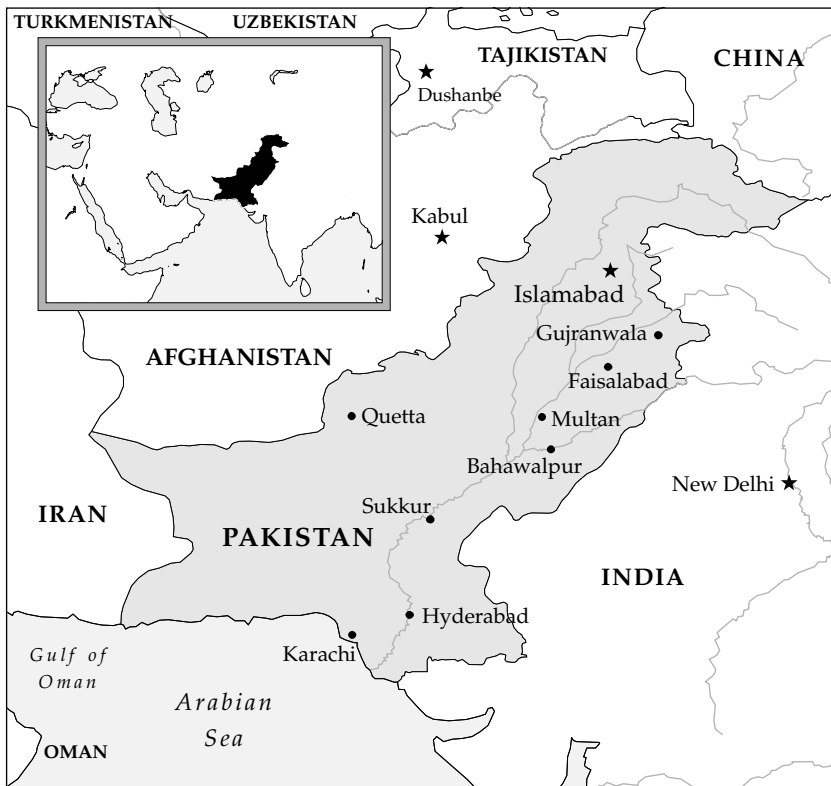 TURKMENISTAN
UZBEKISTAN
TAJIKISTAN
CHINA
Dushanbe
Kabul
Islamabad
Gujranwala
AFGHANISTAN
Faisalabad
Quetta
Multan
Bahawalpur
New Delhi
Sukkur
IRAN
PAKISTAN
INDIA
Hyderabad
Karachi
Gulf of
Oman
Arabian
Sea
OMAN